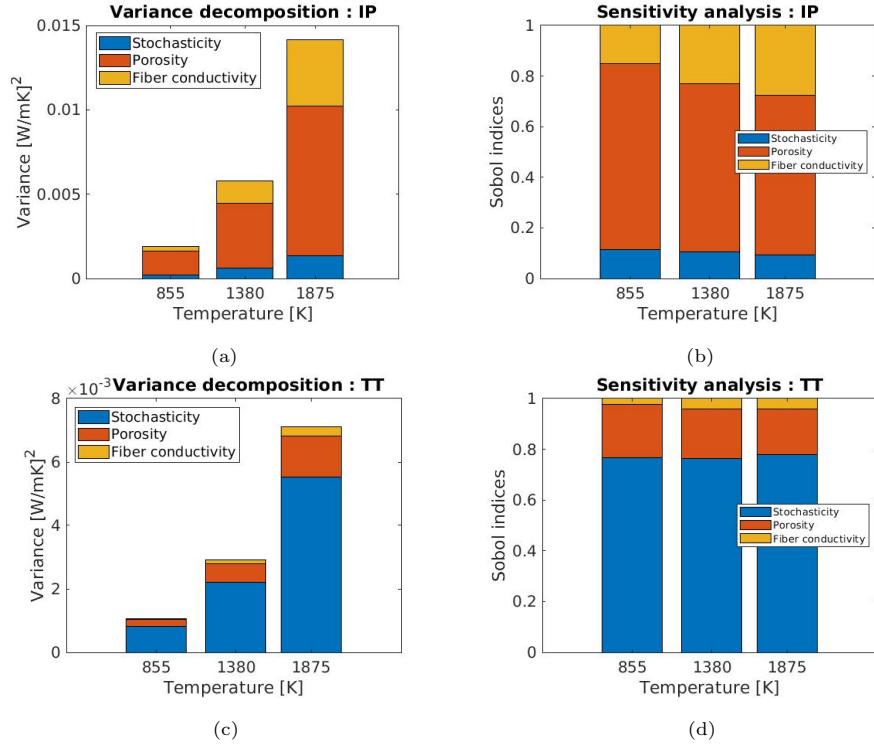 Variance decomposition : IP
0.015
0.01
0.005
0
Variance [W/mK]2
Stochasticity
Porosity
Fiber conductivity
855 1380 1875
Temperature [K]
(a)
Sensitivity analysis : IP
1
0.8
0.6
0.4
0.2
0
Sobol indices
Stochasticity
Porosity
Fiber conductivity
855 1380 1875
Temperature [K]
(b)
×10-3
Variance decomposition : TT
8
6
4
2
0
Variance [W/mK]2
Stochasticity
Porosity
Fiber conductivity
855 1380 1875
Temperature [K]
(c)
Sensitivity analysis : TT
1
0.8
0.6
0.4
0.2
0
Sobol indices
Stochasticity
Porosity
Fiber conductivity
855 1380 1875
Temperature [K]
(d)